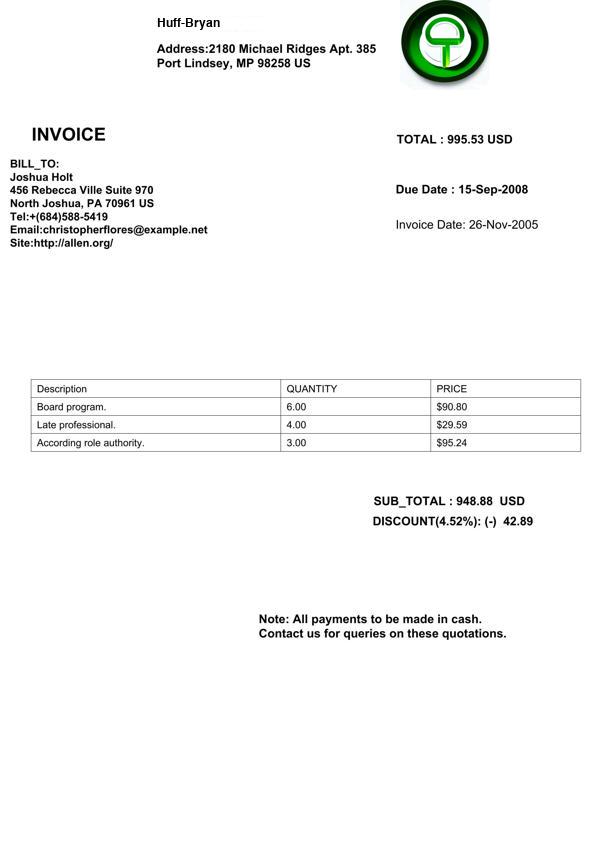 Huff-Bryan
Address:2180 Michael Ridges Apt. 385
Port Lindsey, MP 98258 US
INVOICE
TOTAL : 995.53 USD
BILL_TO:
Joshua Holt
456 Rebecca Ville Suite 970
North Joshua, PA 70961 US
Tel:+(684)588-5419
Email:christopherflores@example.net
Site:http://allen.org/
Due Date : 15-Sep-2008
Invoice Date: 26-Nov-2005
Description QUANTITY PRICE
Board program. 6.00 $90.80
Late professional. 4.00 $29.59
According role authority. 3.00 $95.24
SUB_TOTAL : 948.88 USD
DISCOUNT(4.52%): (-) 42.89
Note: All payments to be made in cash.
Contact us for queries on these quotations.